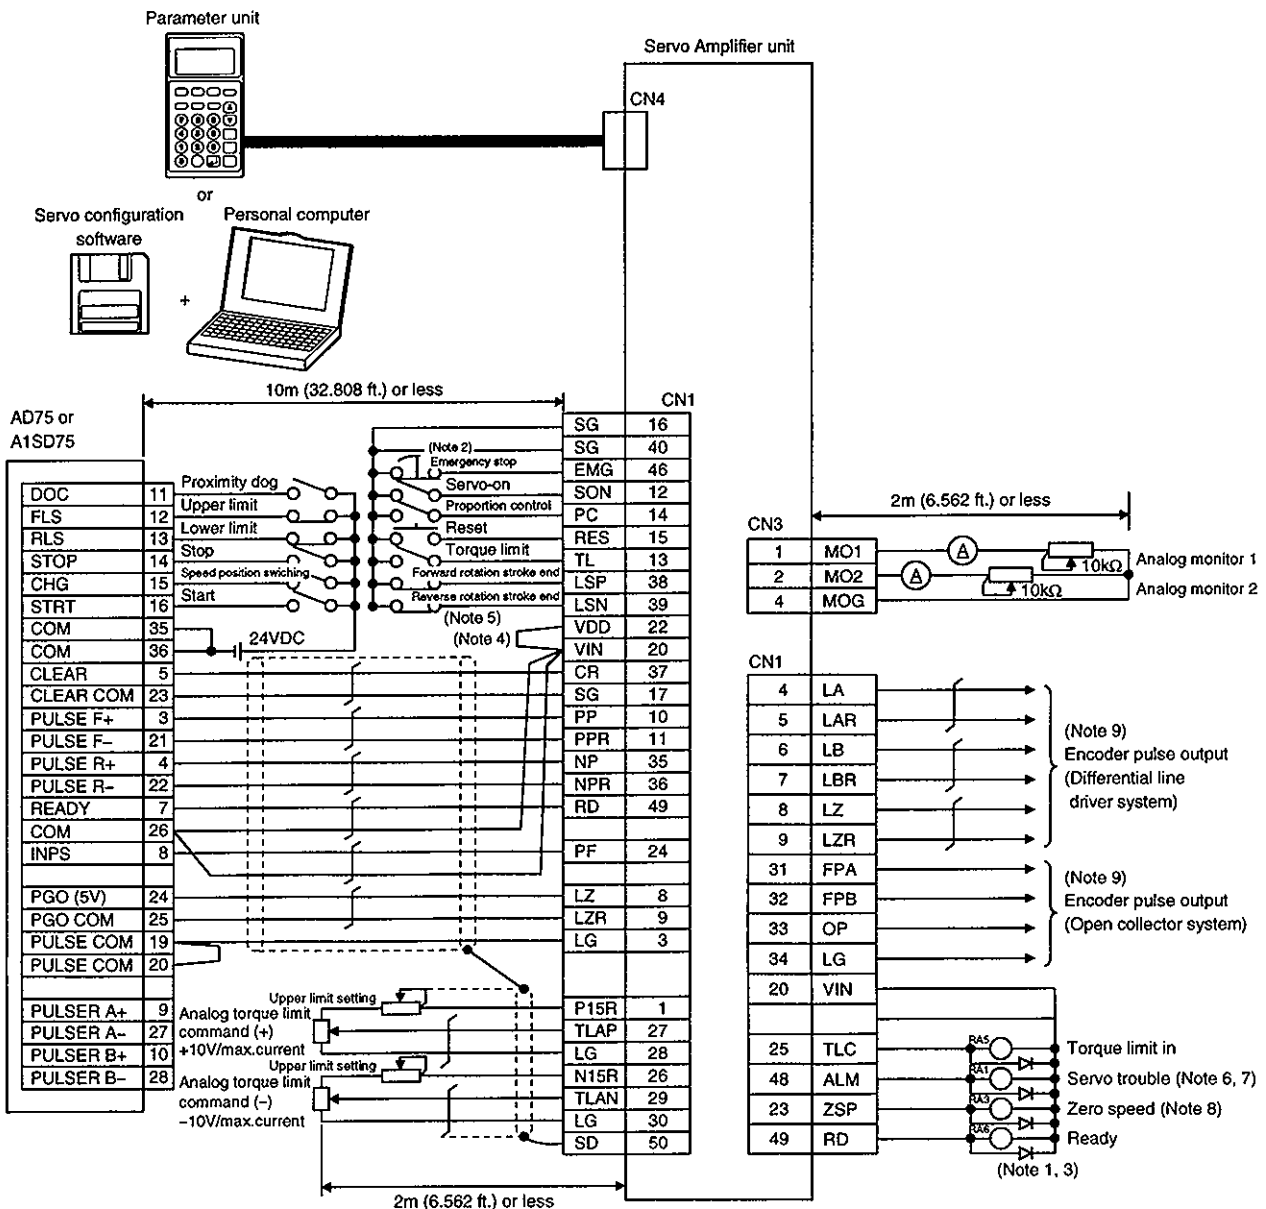 Parameter unit
Servo Amplifier unit
CN4
or
Servo configuration
software
Personal computer
+
10m (32.808 ft.) or less
CN1
AD75 or
A1SD75
DOC 11 Proximity dog
FLS 12 Upper limit
RLS 13 Lower limit
STOP 14 Stop
CHG 15 Speed position swiching
STRT 16 Start
COM 35
COM 36
24VDC
CLEAR 5
CLEAR COM 23
PULSE F+ 3
PULSE F– 21
PULSE R+ 4
PULSE R– 22
READY 7
COM 26
INPS 8
PGO (5V) 24
PGO COM 25
PULSE COM 19
PULSE COM 20
PULSER A+ 9
PULSER A– 27
PULSER B+ 10
PULSER B– 28
SG 16
(Note 2) SG 40
Emergency stop EMG 46
Servo-on SON 12
Proportion control PC 14
Reset RES 15
Torque limit TL 13
Forward rotation stroke end LSP 38
Reverse rotation stroke end LSN 39
(Note 5)
(Note 4)
VDD 22
VIN 20
CR 37
SG 17
PP 10
PPR 11
NP 35
NPR 36
RD 49
PF 24
LZ 8
LZR 9
LG 3
Upper limit setting
Analog torque limit
command (+)
+10V/max.current
Upper limit setting
Analog torque limit
command (–)
–10V/max.current
P15R 1
TLAP 27
LG 28
N15R 26
TLAN 29
LG 30
SD 50
2m (6.562 ft.) or less
2m (6.562 ft.) or less
CN3
1 MO1 A 10kΩ Analog monitor 1
2 MO2 A 10kΩ Analog monitor 2
4 MOG
CN1
4 LA
5 LAR
6 LB
7 LBR
8 LZ
9 LZR
(Note 9)
Encoder pulse output
(Differential line
driver system)
31 FPA
32 FPB
33 OP
34 LG
(Note 9)
Encoder pulse output
(Open collector system)
20 VIN
25 TLC RA5 Torque limit in
48 ALM RA1 Servo trouble (Note 6, 7)
23 ZSP RA3 Zero speed (Note 8)
49 RD RA6 Ready
(Note 1, 3)